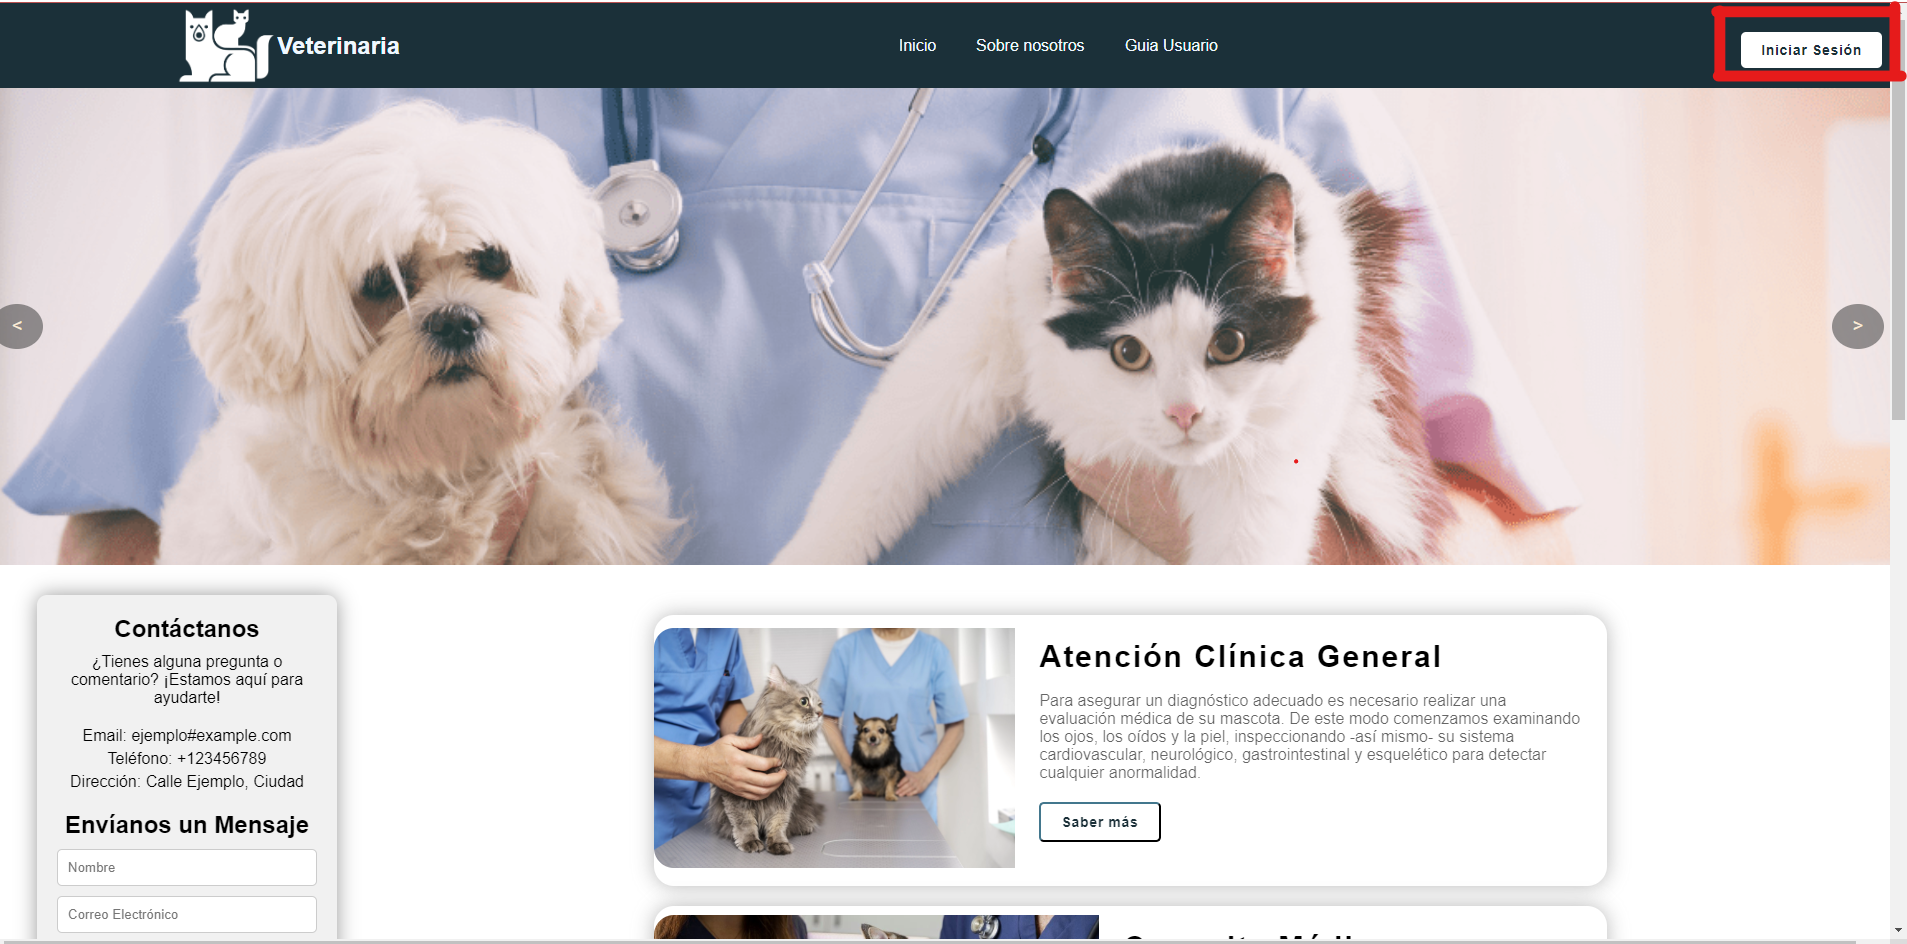 Veterinaria
Inicio
Sobre nosotros
Guia Usuario
Iniciar Sesión
<
>
Contáctanos
¿Tienes alguna pregunta o
comentario? ¡Estamos aquí para
ayudarte!
Email: ejemplo#example.com
Teléfono: +123456789
Dirección: Calle Ejemplo, Ciudad
Envíanos un Mensaje
Nombre
Correo Electrónico
Atención Clínica General
Para asegurar un diagnóstico adecuado es necesario realizar una
evaluación médica de su mascota. De este modo comenzamos examinando
los ojos, los oídos y la piel, inspeccionando -así mismo- su sistema
cardiovascular, neurológico, gastrointestinal y esquelético para detectar
cualquier anormalidad.
Saber más